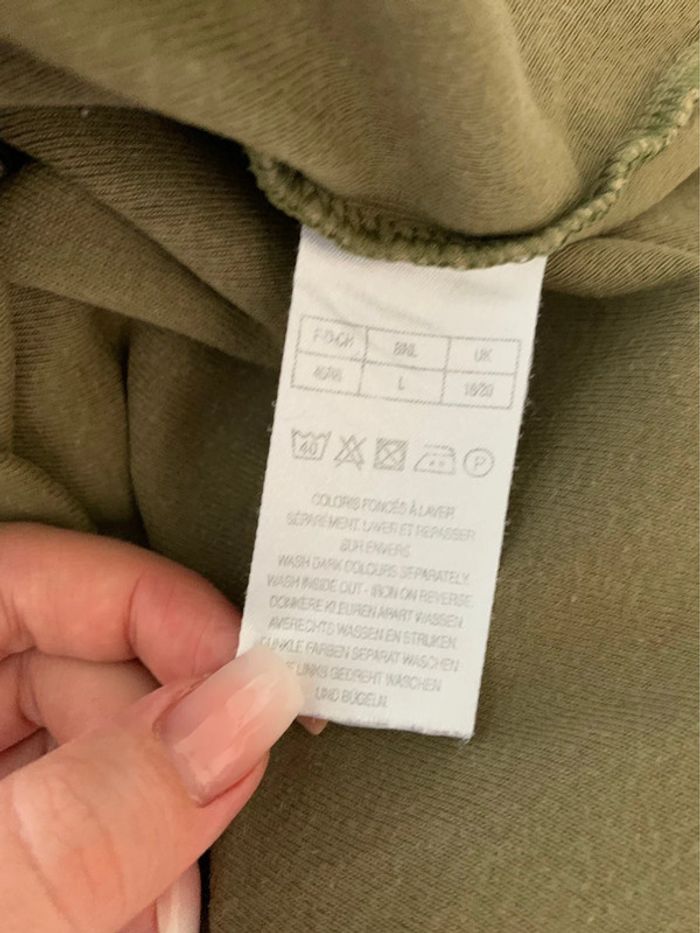 F-D-CH BNL UK
46/48 L 18/20
40 P
COLORIS FONCÉS À LAVER
SÉPARÉMENT. LAVER ET REPASSER
SUR ENVERS
WASH DARK COLOURS SEPARATELY.
WASH INSIDE OUT - IRON ON REVERSE.
DONKERE KLEUREN APART WASSEN.
AVERECHTS WASSEN EN STRIJKEN.
DUNKLE FARBEN SEPARAT WASCHEN
LINKS GEDREHT WASCHEN
UND BÜGELN.